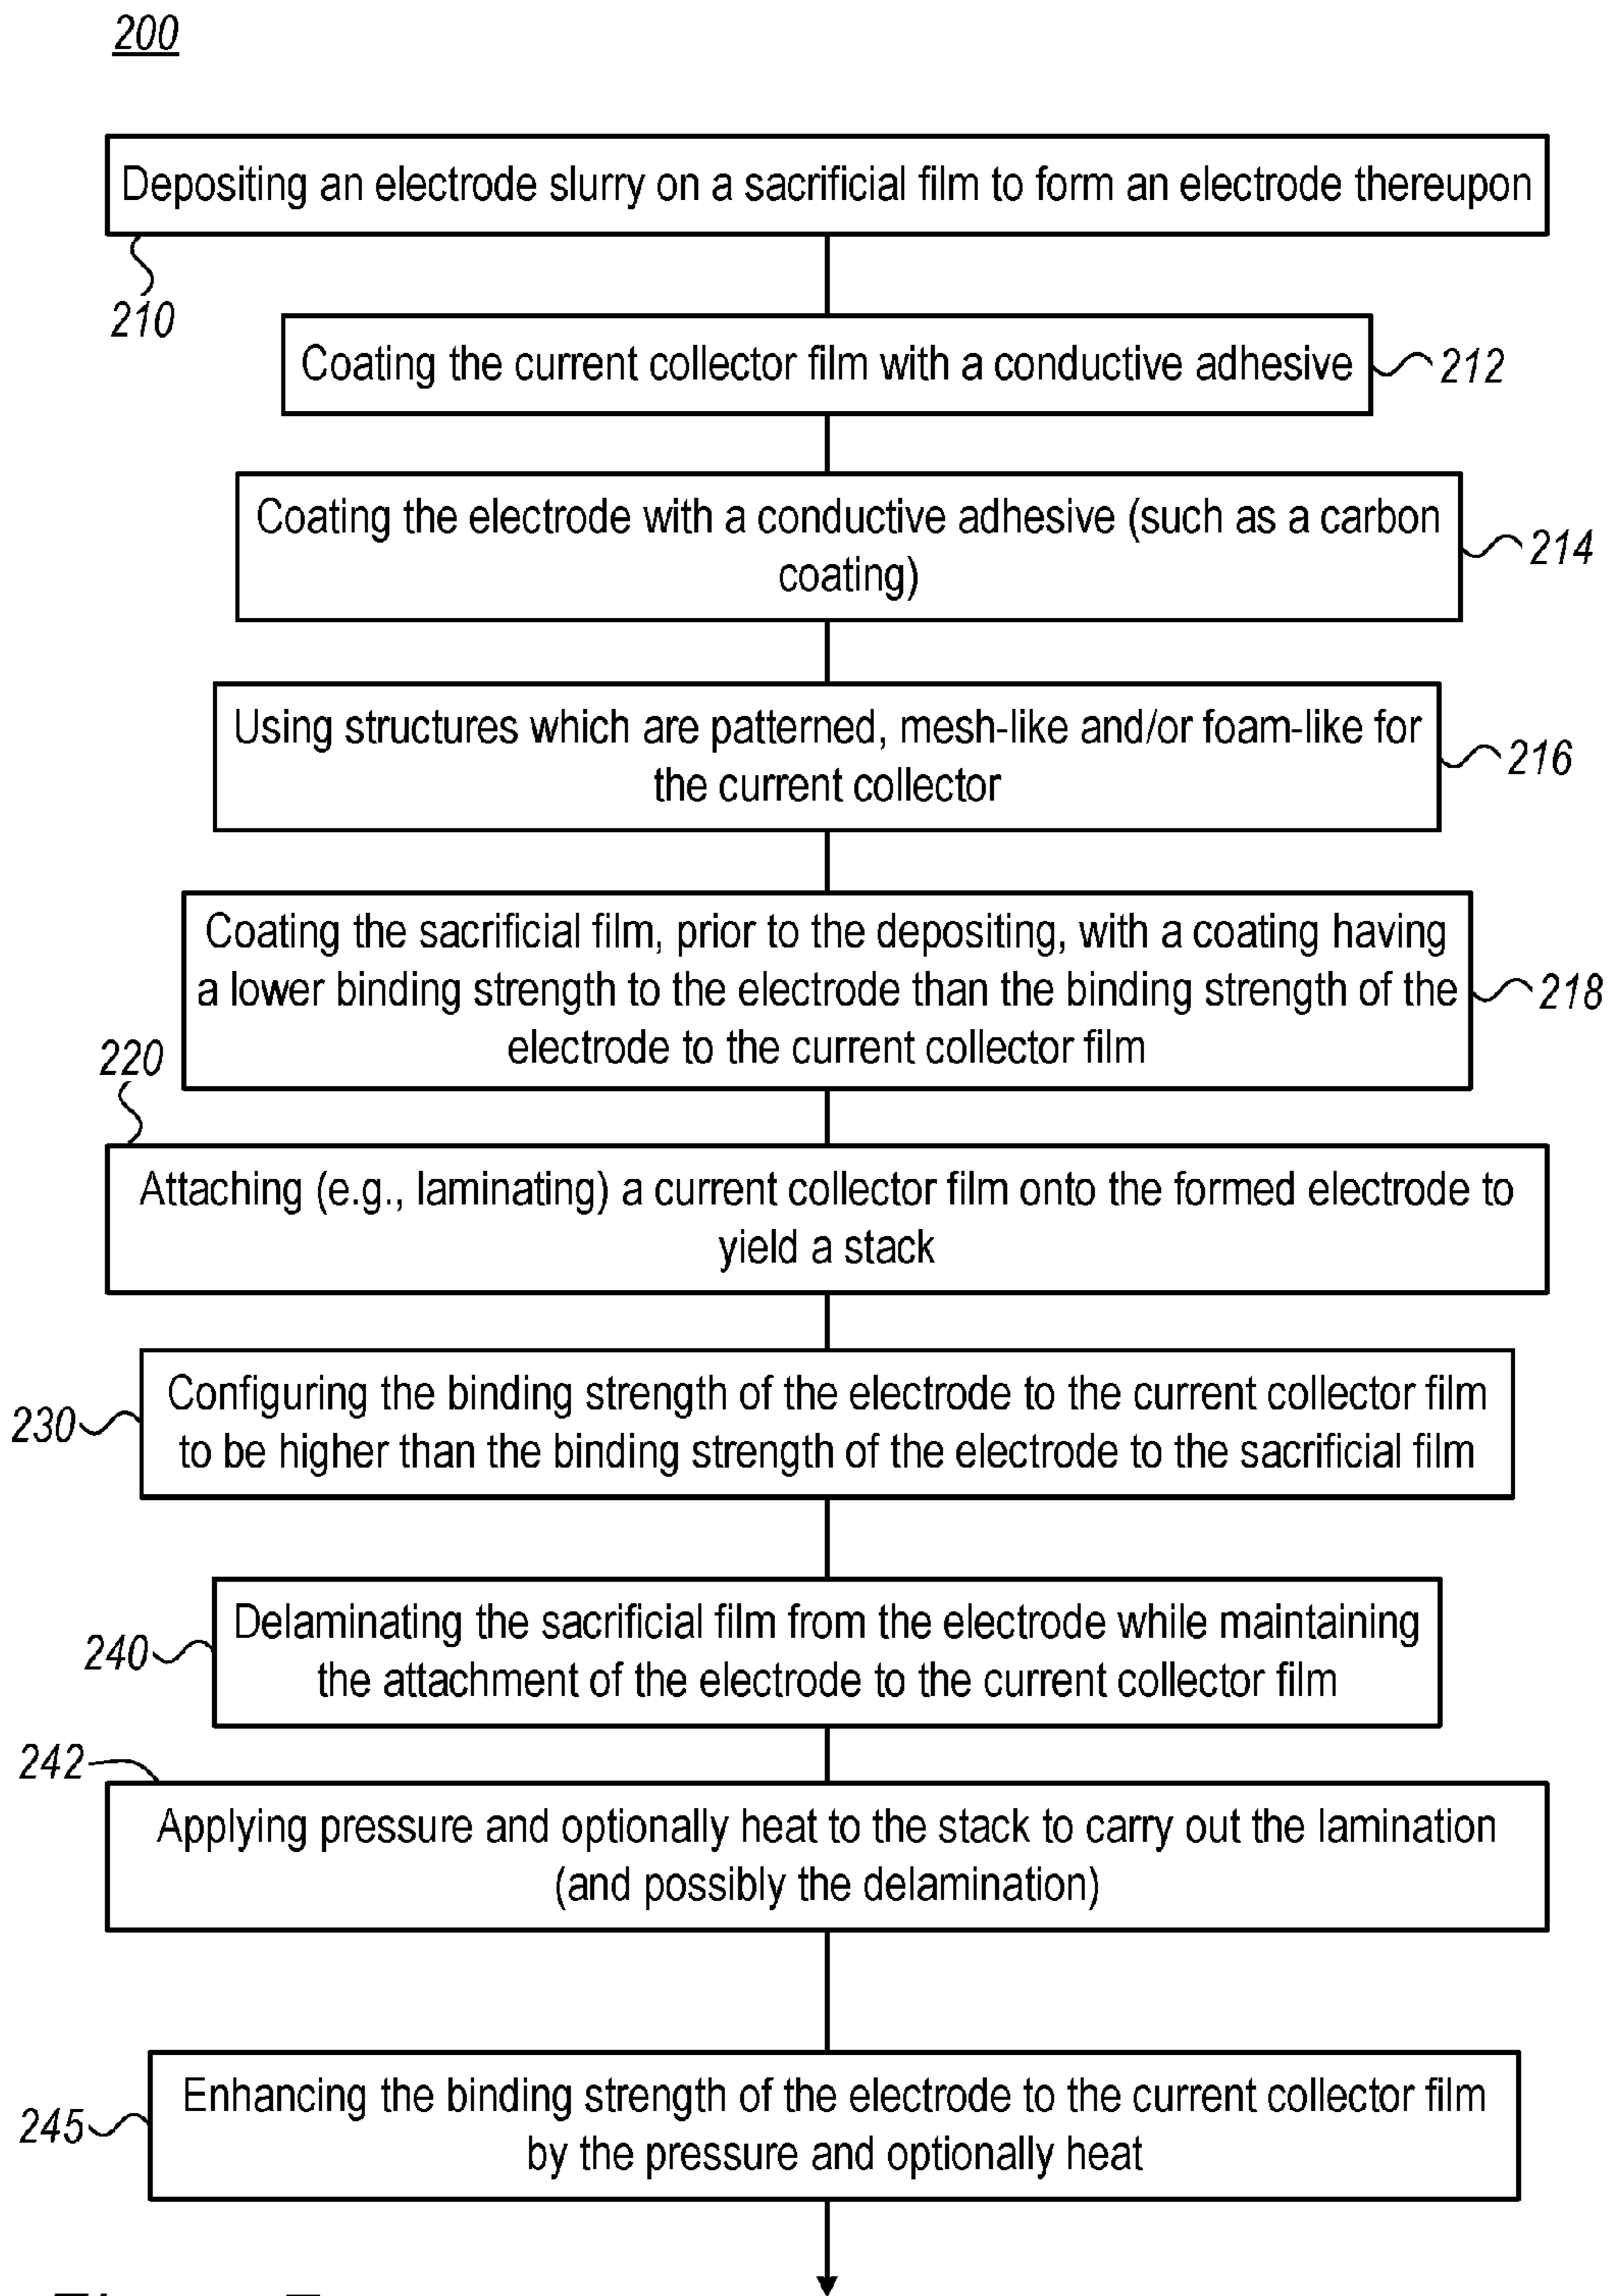 200
Depositing an electrode slurry on a sacrificial film to form an electrode thereupon
210
Coating the current collector film with a conductive adhesive
212
Coating the electrode with a conductive adhesive (such as a carbon
coating)
214
Using structures which are patterned, mesh-like and/or foam-like for
the current collector
216
Coating the sacrificial film, prior to the depositing, with a coating having
a lower binding strength to the electrode than the binding strength of the
electrode to the current collector film
218
220
Attaching (e.g., laminating) a current collector film onto the formed electrode to
yield a stack
Configuring the binding strength of the electrode to the current collector film
to be higher than the binding strength of the electrode to the sacrificial film
230
Delaminating the sacrificial film from the electrode while maintaining
the attachment of the electrode to the current collector film
240
242
Applying pressure and optionally heat to the stack to carry out the lamination
(and possibly the delamination)
Enhancing the binding strength of the electrode to the current collector film
by the pressure and optionally heat
245